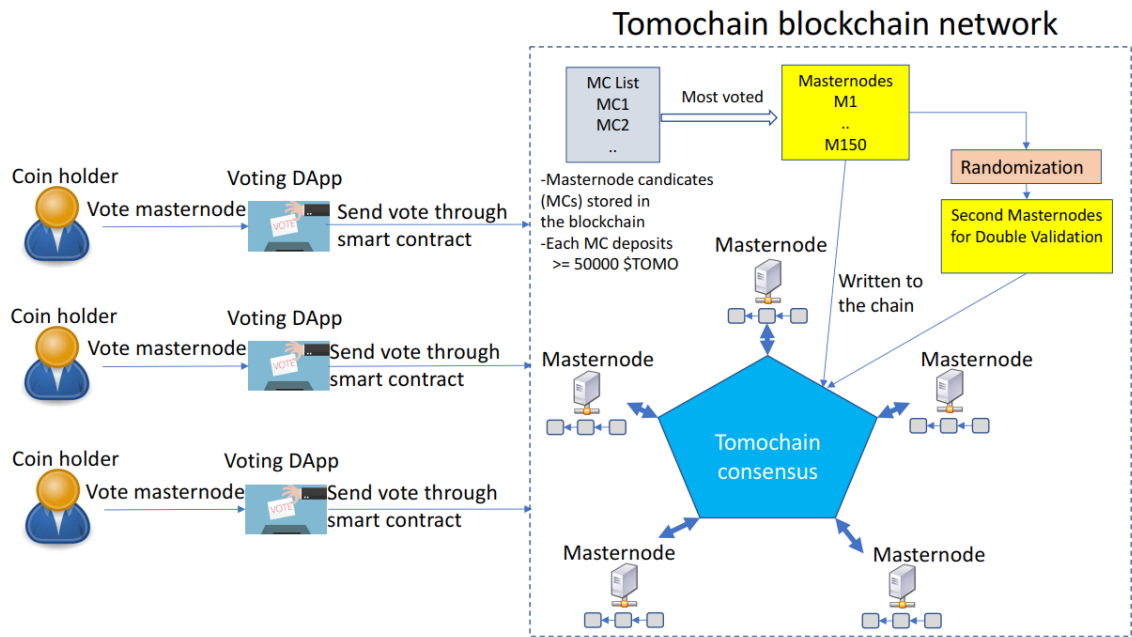 Tomochain blockchain network
MC List
MC1
MC2
..
Most voted
Masternodes
M1
..
M150
Randomization
Second Masternodes
for Double Validation
-Masternode candicates
(MCs) stored in
the blockchain
-Each MC deposits
>= 50000 $TOMO
Written to
the chain
Coin holder
Vote masternode
Voting DApp
VOTE
Send vote through
smart contract
Coin holder
Vote masternode
Voting DApp
VOTE
Send vote through
smart contract
Coin holder
Vote masternode
Voting DApp
VOTE
Send vote through
smart contract
Masternode
Masternode
Masternode
Tomochain
consensus
Masternode
Masternode